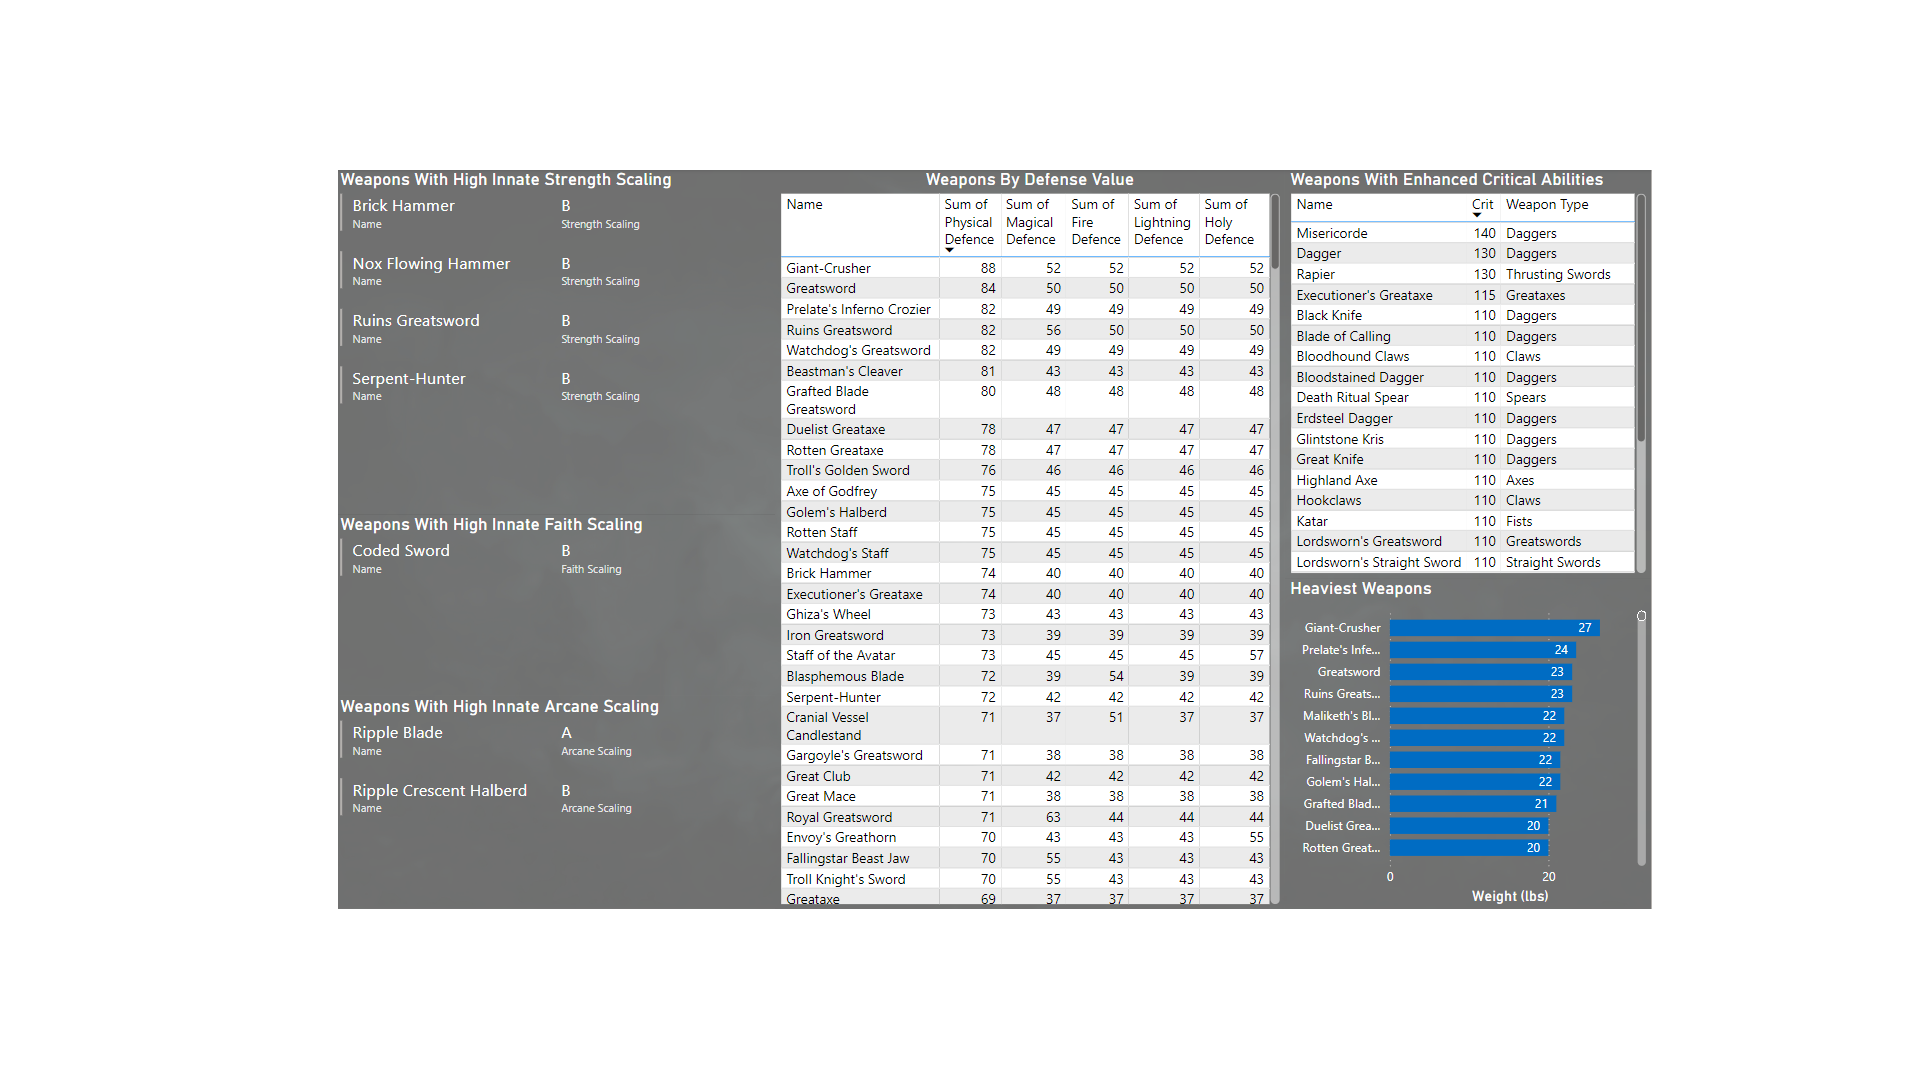 Weapons With High Innate Strength Scaling
Brick Hammer B
Name Strength Scaling
Nox Flowing Hammer B
Name Strength Scaling
Ruins Greatsword B
Name Strength Scaling
Serpent-Hunter B
Name Strength Scaling
Weapons With High Innate Faith Scaling
Coded Sword B
Name Faith Scaling
Weapons With High Innate Arcane Scaling
Ripple Blade A
Name Arcane Scaling
Ripple Crescent Halberd B
Name Arcane Scaling
Weapons By Defense Value
Name Sum of Sum of Sum of Sum of Sum of
Physical Magical Fire Lightning Holy
Defence Defence Defence Defence Defence
Giant-Crusher 88 52 52 52 52
Greatsword 84 50 50 50 50
Prelate's Inferno Crozier 82 49 49 49 49
Ruins Greatsword 82 56 50 50 50
Watchdog's Greatsword 82 49 49 49 49
Beastman's Cleaver 81 43 43 43 43
Grafted Blade 80 48 48 48 48
Greatsword
Duelist Greataxe 78 47 47 47 47
Rotten Greataxe 78 47 47 47 47
Troll's Golden Sword 76 46 46 46 46
Axe of Godfrey 75 45 45 45 45
Golem's Halberd 75 45 45 45 45
Rotten Staff 75 45 45 45 45
Watchdog's Staff 75 45 45 45 45
Brick Hammer 74 40 40 40 40
Executioner's Greataxe 74 40 40 40 40
Ghiza's Wheel 73 43 43 43 43
Iron Greatsword 73 39 39 39 39
Staff of the Avatar 73 45 45 45 57
Blasphemous Blade 72 39 54 39 39
Serpent-Hunter 72 42 42 42 42
Cranial Vessel 71 37 51 37 37
Candlestand
Gargoyle's Greatsword 71 38 38 38 38
Great Club 71 42 42 42 42
Great Mace 71 38 38 38 38
Royal Greatsword 71 63 44 44 44
Envoy's Greathorn 70 43 43 43 55
Fallingstar Beast Jaw 70 55 43 43 43
Troll Knight's Sword 70 55 43 43 43
Greataxe 69 37 37 37 37
Weapons With Enhanced Critical Abilities
Name Crit Weapon Type
Misericorde 140 Daggers
Dagger 130 Daggers
Rapier 130 Thrusting Swords
Executioner's Greataxe 115 Greataxes
Black Knife 110 Daggers
Blade of Calling 110 Daggers
Bloodhound Claws 110 Claws
Bloodstained Dagger 110 Daggers
Death Ritual Spear 110 Spears
Erdsteel Dagger 110 Daggers
Glintstone Kris 110 Daggers
Great Knife 110 Daggers
Highland Axe 110 Axes
Hookclaws 110 Claws
Katar 110 Fists
Lordsworn's Greatsword 110 Greatswords
Lordsworn's Straight Sword 110 Straight Swords
Heaviest Weapons
Giant-Crusher 27
Prelate's Infe... 24
Greatsword 23
Ruins Greats... 23
Maliketh's Bl... 22
Watchdog's ... 22
Fallingstar B... 22
Golem's Hal... 22
Grafted Blad... 21
Duelist Grea... 20
Rotten Great... 20
0 20
Weight (lbs)